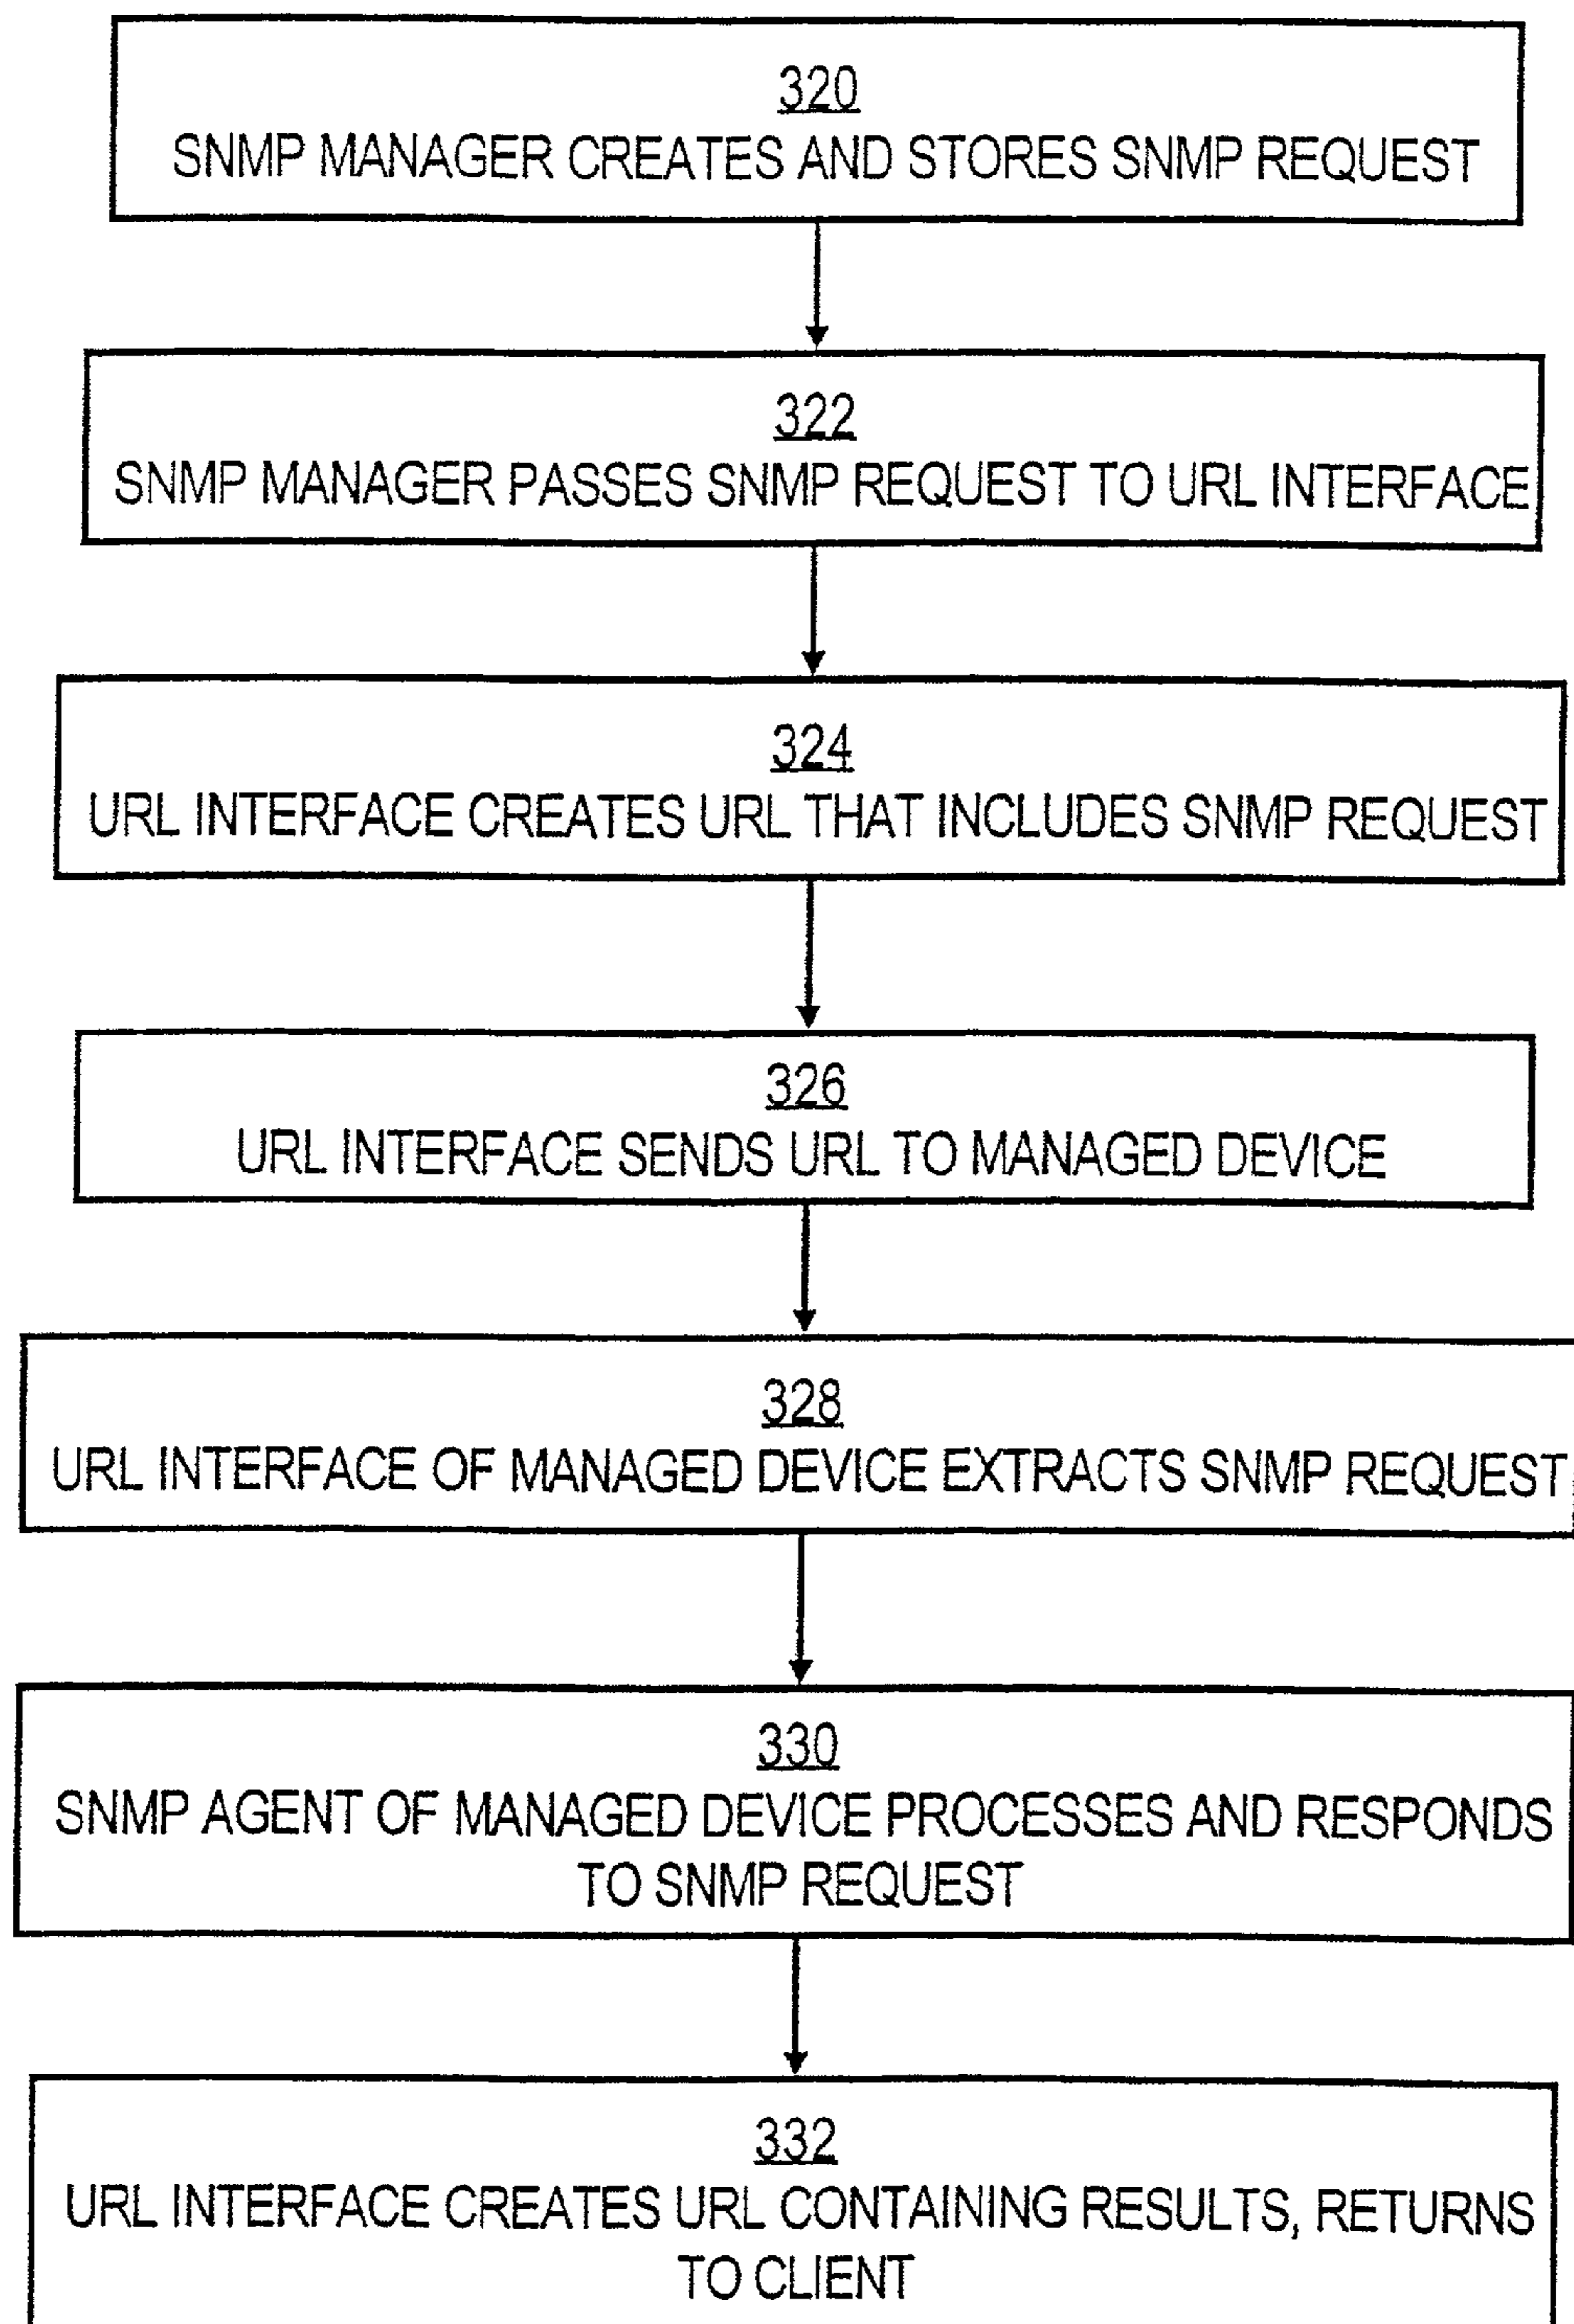 320
SNMP MANAGER CREATES AND STORES SNMP REQUEST
322
SNMP MANAGER PASSES SNMP REQUEST TO URL INTERFACE
324
URL INTERFACE CREATES URL THAT INCLUDES SNMP REQUEST
326
URL INTERFACE SENDS URL TO MANAGED DEVICE
328
URL INTERFACE OF MANAGED DEVICE EXTRACTS SNMP REQUEST
330
SNMP AGENT OF MANAGED DEVICE PROCESSES AND RESPONDS
TO SNMP REQUEST
332
URL INTERFACE CREATES URL CONTAINING RESULTS, RETURNS
TO CLIENT